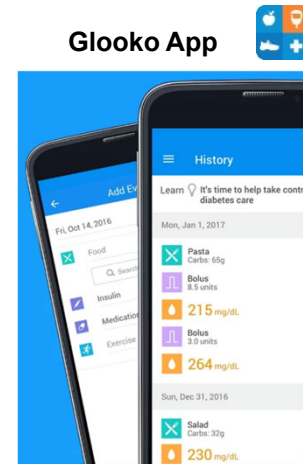 Glooko App
Add Ev
Fri, Oct 14, 2016
Food
Search
Insulin
Medication
Exercise
History
Learn It's time to help take contr
diabetes care
Mon, Jan 1, 2017
Pasta
Carbs: 65g
Bolus
8.5 units
215 mg/dL
Bolus
3.0 units
264 mg/dL
Sun, Dec 31, 2016
Salad
Carbs: 32g
230 mg/dL